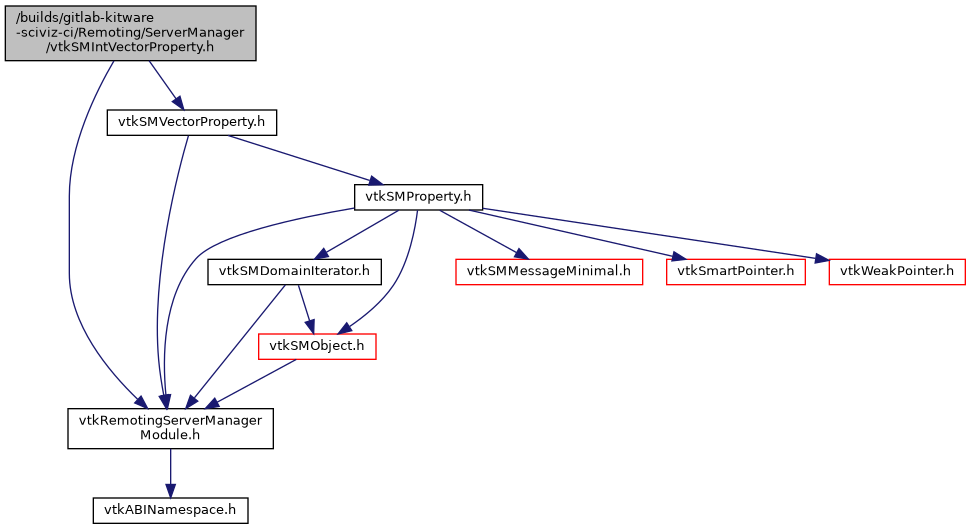 /builds/gitlab-kitware
-sciviz-ci/Remoting/ServerManager
/vtkSMIntVectorProperty.h
vtkSMVectorProperty.h
vtkSMProperty.h
vtkSMDomainIterator.h
vtkSMMessageMinimal.h
vtkSmartPointer.h
vtkWeakPointer.h
vtkSMObject.h
vtkRemotingServerManager
Module.h
vtkABINamespace.h